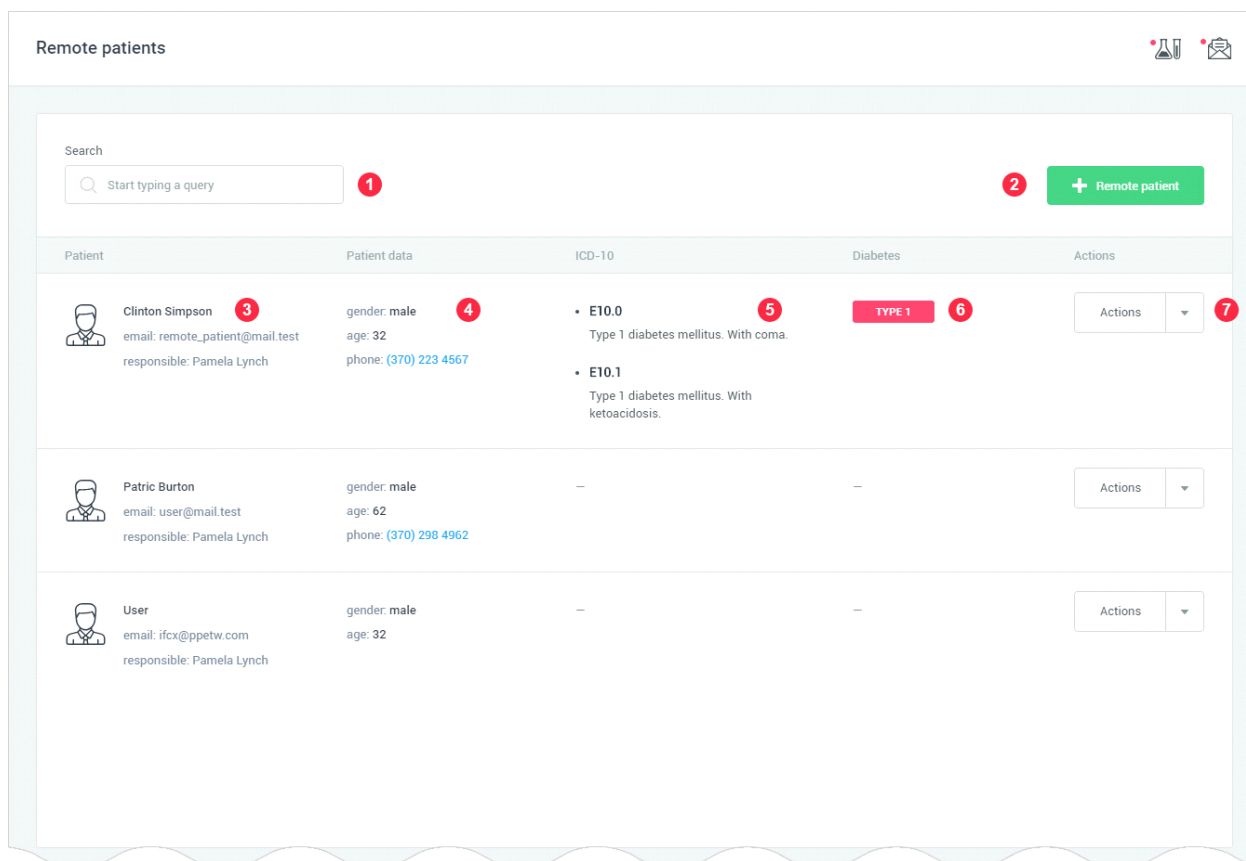 Remote patients
Search
Start typing a query
1
2
Remote patient
Patient
Patient data
ICD-10
Diabetes
Actions
Clinton Simpson
3
email: remote_patient@mail.test
responsible: Pamela Lynch
gender: male
4
age: 32
phone: (370) 223 4567
• E10.0
5
Type 1 diabetes mellitus. With coma.
• E10.1
Type 1 diabetes mellitus. With
ketoacidosis.
TYPE 1
6
Actions
7
Patric Burton
email: user@mail.test
responsible: Pamela Lynch
gender: male
age: 62
phone: (370) 298 4962
—
—
Actions
User
email: ifcx@ppetw.com
responsible: Pamela Lynch
gender: male
age: 32
—
—
Actions